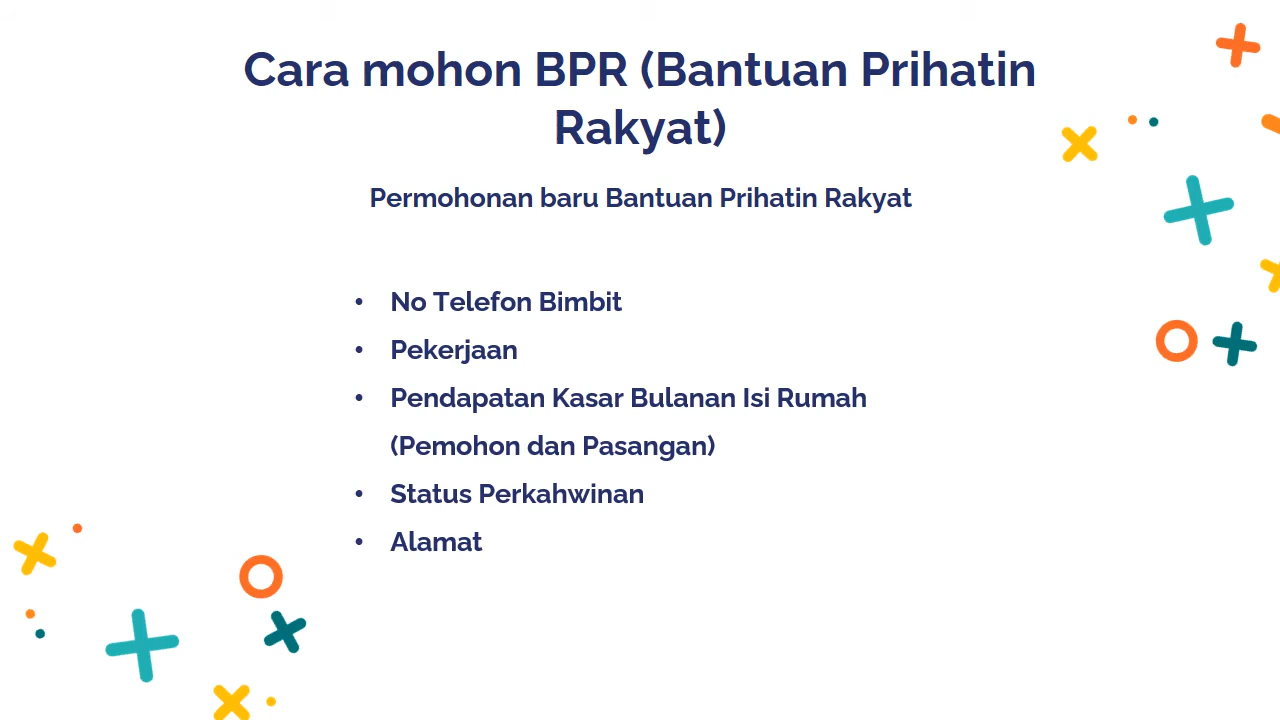 Cara mohon BPR (Bantuan Prihatin
Rakyat)
Permohonan baru Bantuan Prihatin Rakyat
• No Telefon Bimbit
• Pekerjaan
• Pendapatan Kasar Bulanan Isi Rumah
(Pemohon dan Pasangan)
• Status Perkahwinan
• Alamat